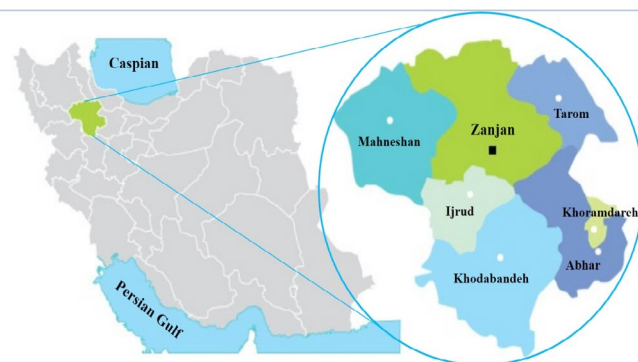 Caspian
Persian Gulf
Zanjan
Tarom
Mahneshan
Ijrud
Khoramdareh
Khodabandeh
Abhar